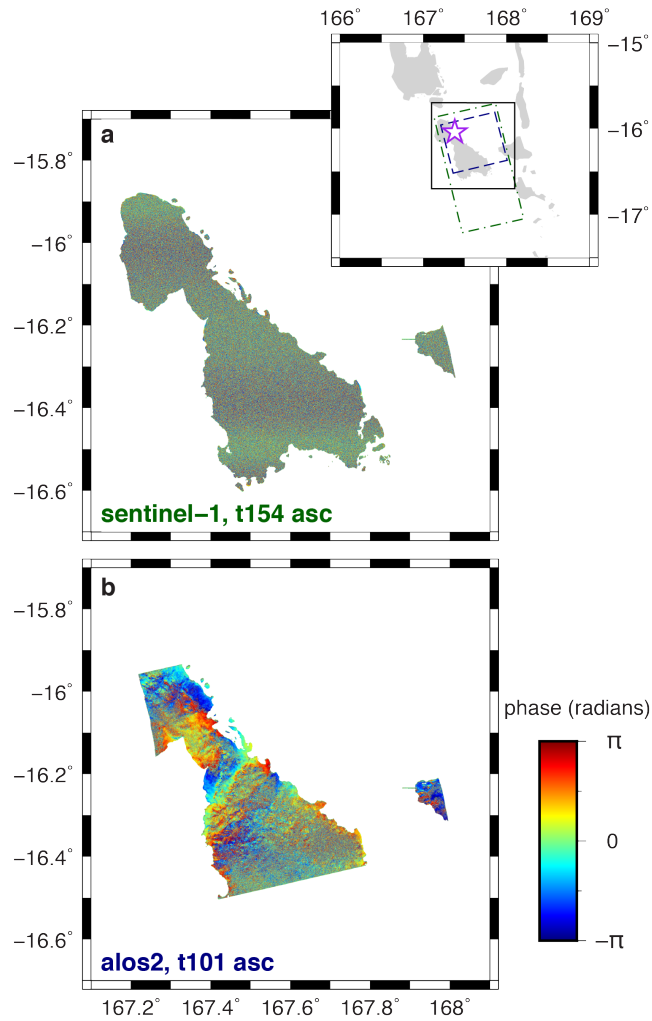 166° 167° 168° 169°
−15°
−16°
−17°
a
−15.8°
−16°
−16.2°
−16.4°
−16.6°
sentinel−1, t154 asc
b
−15.8°
−16°
−16.2°
−16.4°
−16.6°
phase (radians)
π
0
−π
alos2, t101 asc
167.2° 167.4° 167.6° 167.8° 168°